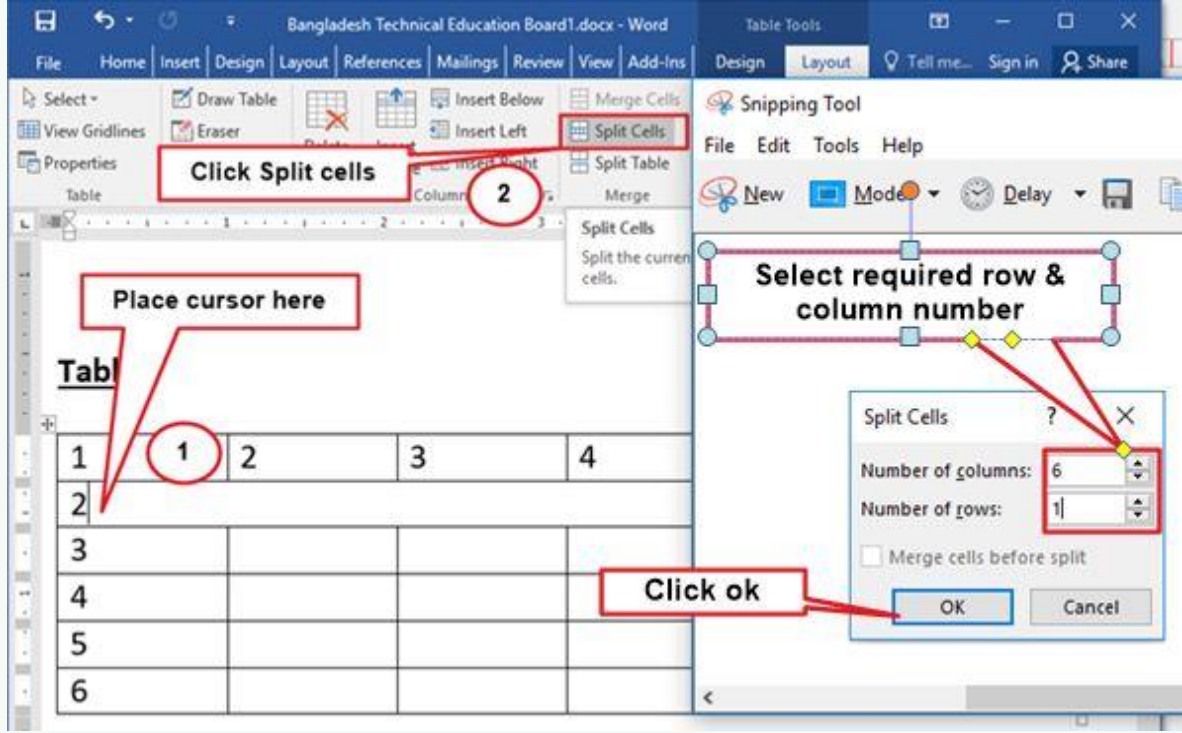 Bangladesh Technical Education Board1.docx - Word
Table Tools
File Home Insert Design Layout References Mailings Review View Add-Ins Design Layout Tell me... Sign in Share
Select
View Gridlines
Properties
Table
Draw Table
Eraser
Insert Below
Insert Left
Insert Right
Merge Cells
Split Cells
Split Table
Merge
Click Split cells
2
Split Cells
Split the curren
cells.
1 2 3
Snipping Tool
File Edit Tools Help
New Mode Delay
Select required row &
column number
Place cursor here
Tabl
1
1 2 3 4
2
3
4
5
6
Split Cells ?
Number of columns: 6
Number of rows: 1
Merge cells before split
OK Cancel
Click ok